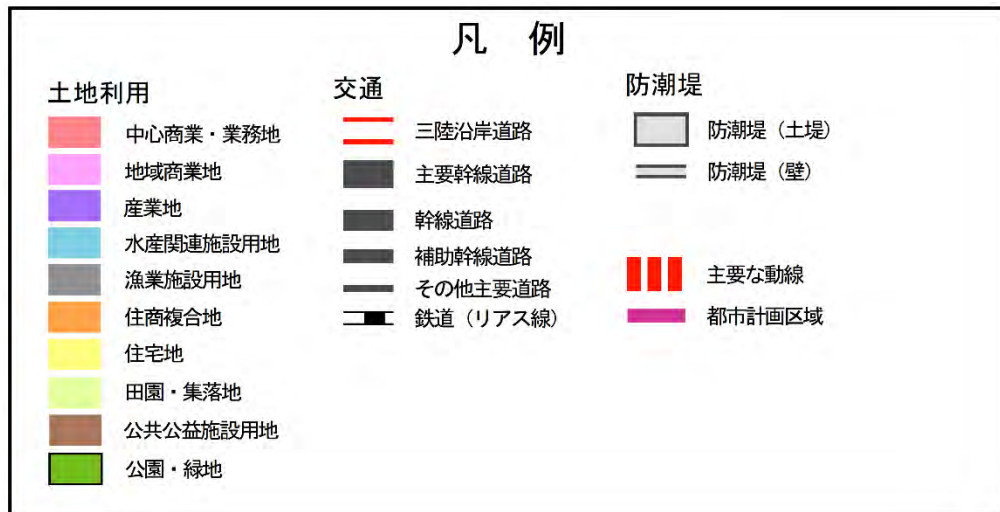 凡 例
土地利用
中心商業・業務地
地域商業地
産業地
水産関連施設用地
漁業施設用地
住商複合地
住宅地
田園・集落地
公共公益施設用地
公園・緑地
交通
三陸沿岸道路
主要幹線道路
幹線道路
補助幹線道路
その他主要道路
鉄道（リアス線）
防潮堤
防潮堤（土堤）
防潮堤（壁）
主要な動線
都市計画区域